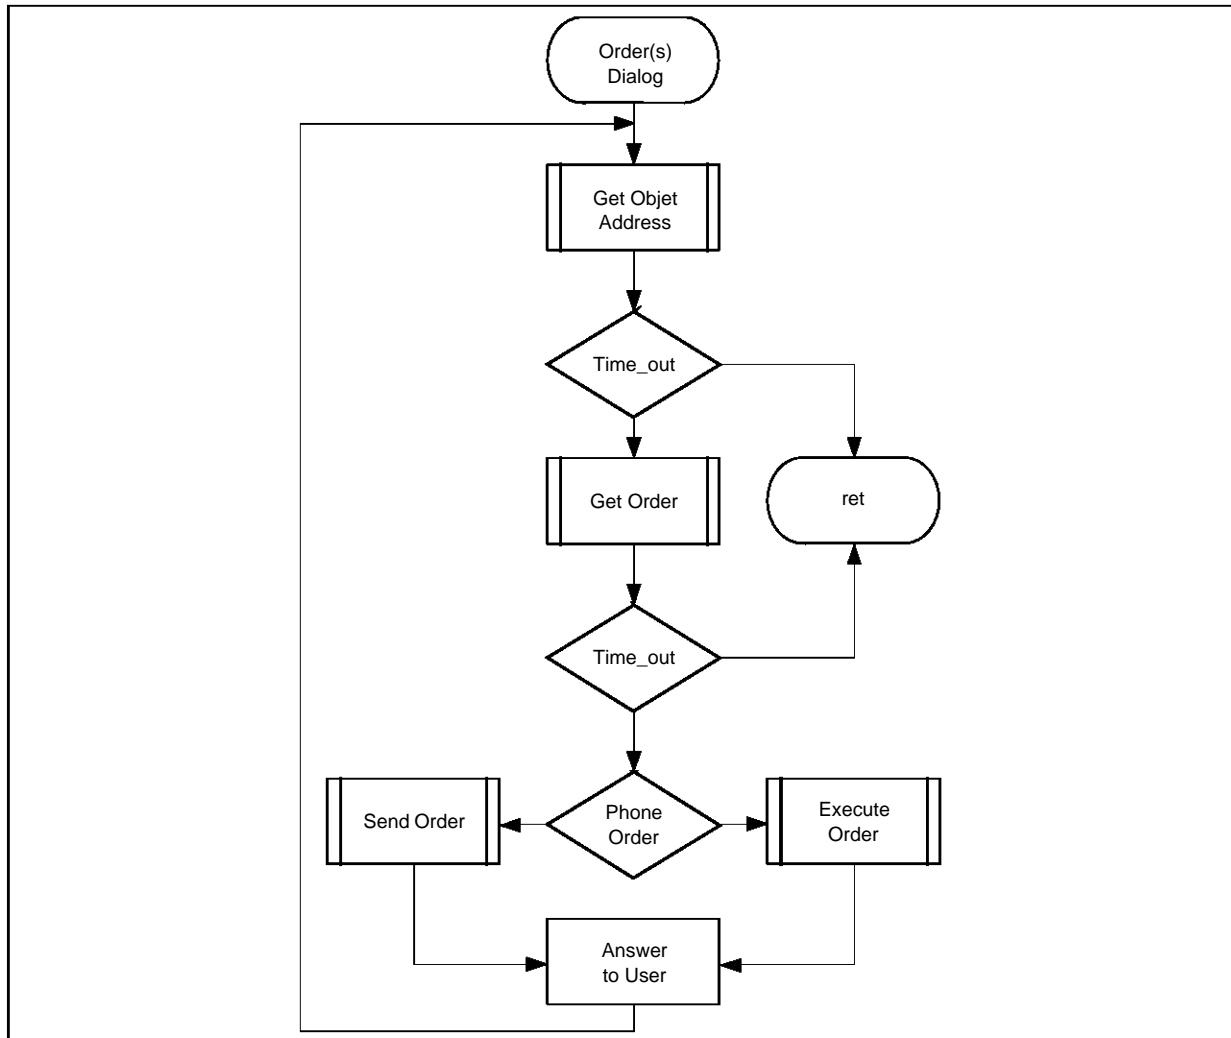 Order(s)
Dialog
Get Objet
Address
Time_out
Get Order
ret
Time_out
Send Order
Phone
Order
Execute
Order
Answer
to User